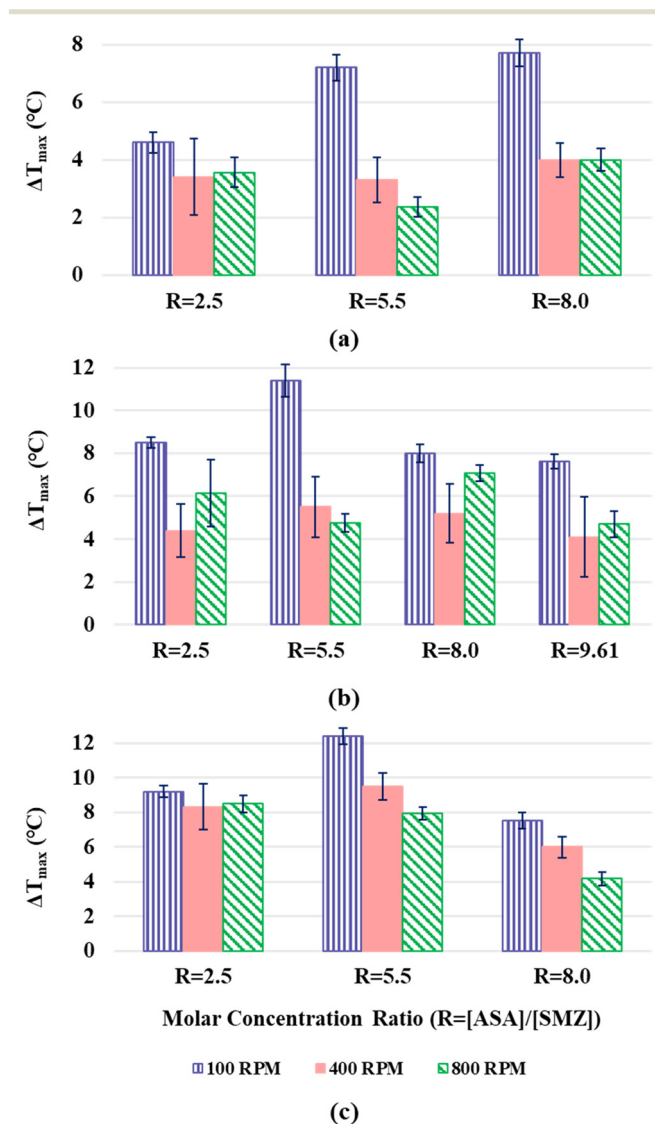 8
6
4
2
0
ΔTmax (°C)
R=2.5 R=5.5 R=8.0
(a)
12
10
8
6
4
2
0
ΔTmax (°C)
R=2.5 R=5.5 R=8.0 R=9.61
(b)
12
10
8
6
4
2
0
ΔTmax (°C)
R=2.5 R=5.5 R=8.0
Molar Concentration Ratio (R=[ASA]/[SMZ])
100 RPM 400 RPM 800 RPM
(c)